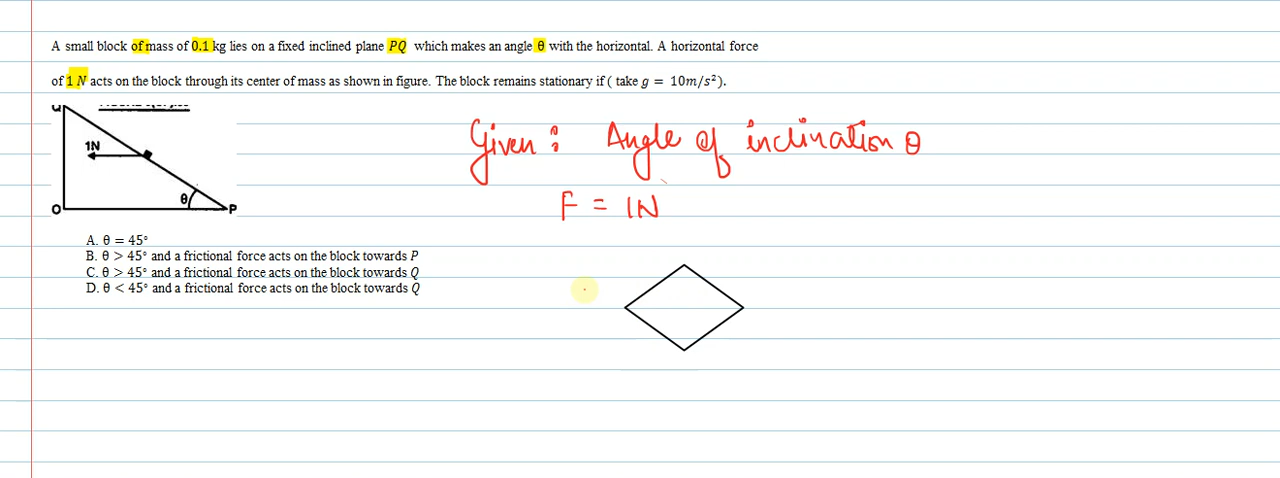 A small block of mass of 0.1 kg lies on a fixed inclined plane PQ which makes an angle θ with the horizontal. A horizontal force
of 1 N acts on the block through its center of mass as shown in figure. The block remains stationary if ( take g = 10m/s²).
Q
1N
θ
O
P
Given : Angle of inclination θ
F = 1N
A. θ = 45°
B. θ > 45° and a frictional force acts on the block towards P
C. θ > 45° and a frictional force acts on the block towards Q
D. θ < 45° and a frictional force acts on the block towards Q